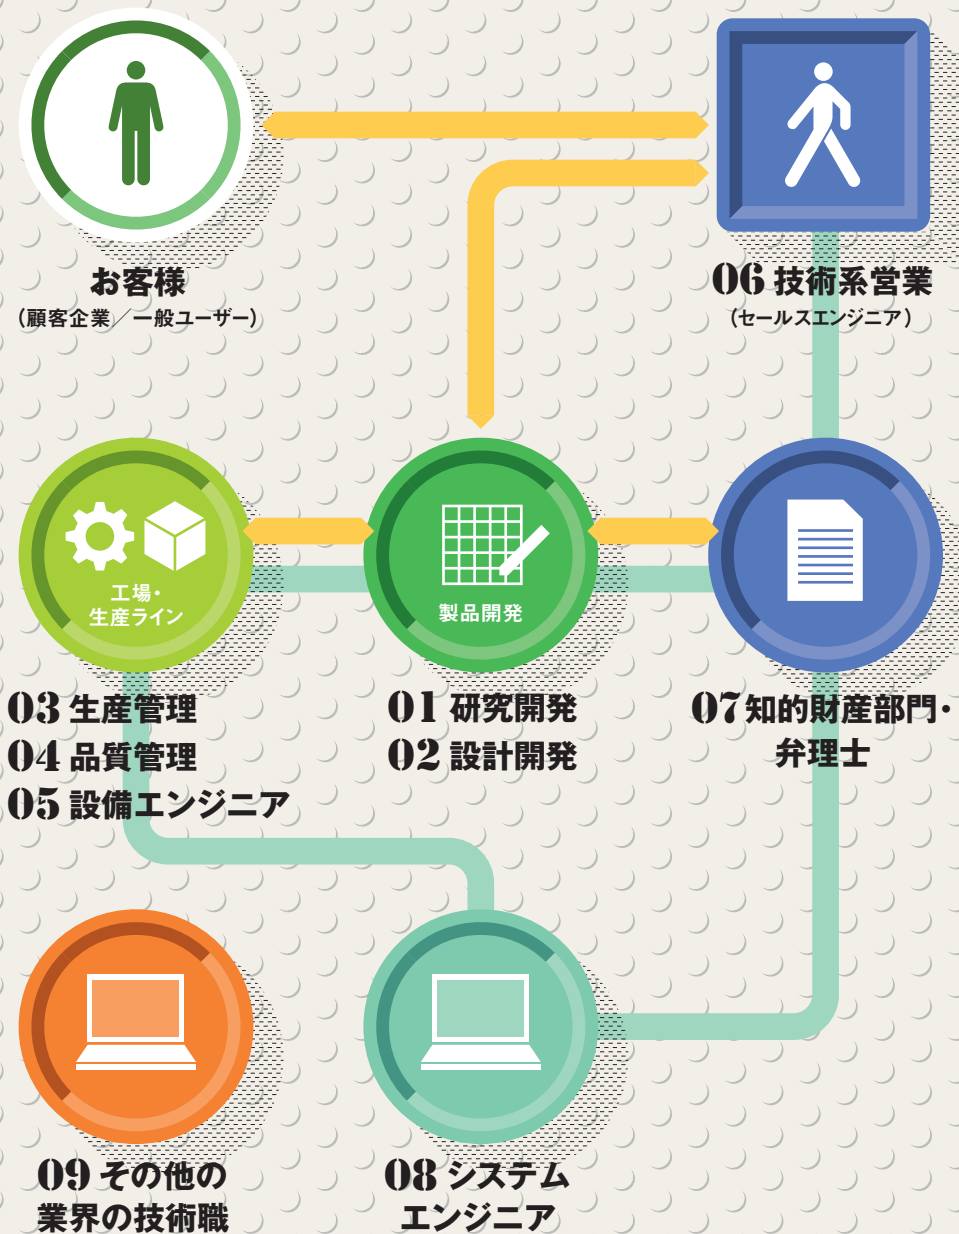 お客様
（顧客企業／一般ユーザー）
06 技術系営業
（セールスエンジニア）
工場・
生産ライン
製品開発
03 生産管理
04 品質管理
05 設備エンジニア
01 研究開発
02 設計開発
07 知的財産部門・
弁理士
09 その他の
業界の技術職
08 システム
エンジニア